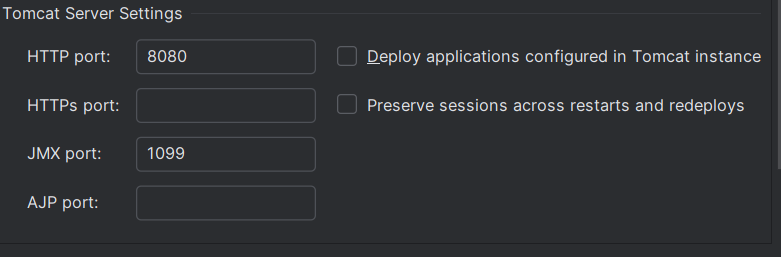 Tomcat Server Settings
HTTP port: 8080 Deploy applications configured in Tomcat instance
HTTPs port: Preserve sessions across restarts and redeploys
JMX port: 1099
AJP port: